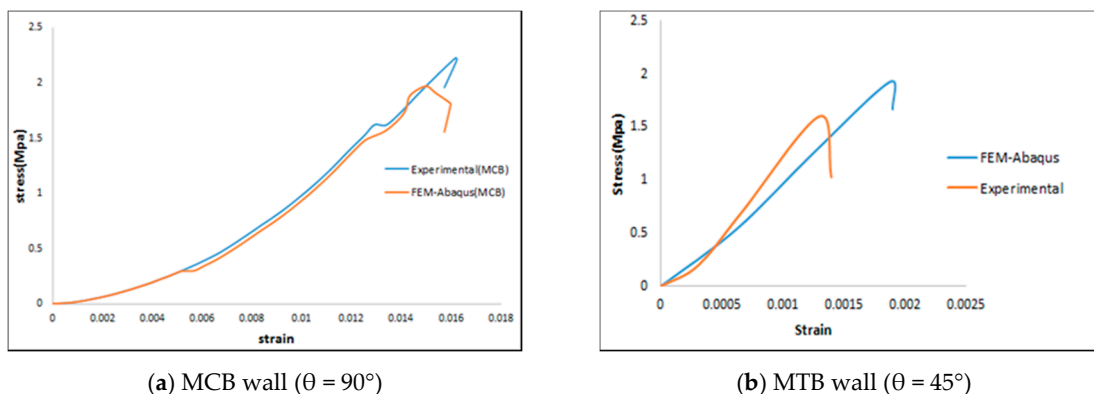 2.5
2
1.5
1
0.5
0
stress(Mpa)
Experimental(MCB)
FEM-Abaqus(MCB)
0 0.002 0.004 0.006 0.008 0.01 0.012 0.014 0.016 0.018
strain
(a) MCB wall (θ = 90°)
2.5
2
1.5
1
0.5
0
Stress(Mpa)
FEM-Abaqus
Experimental
0 0.0005 0.001 0.0015 0.002 0.0025
Strain
(b) MTB wall (θ = 45°)